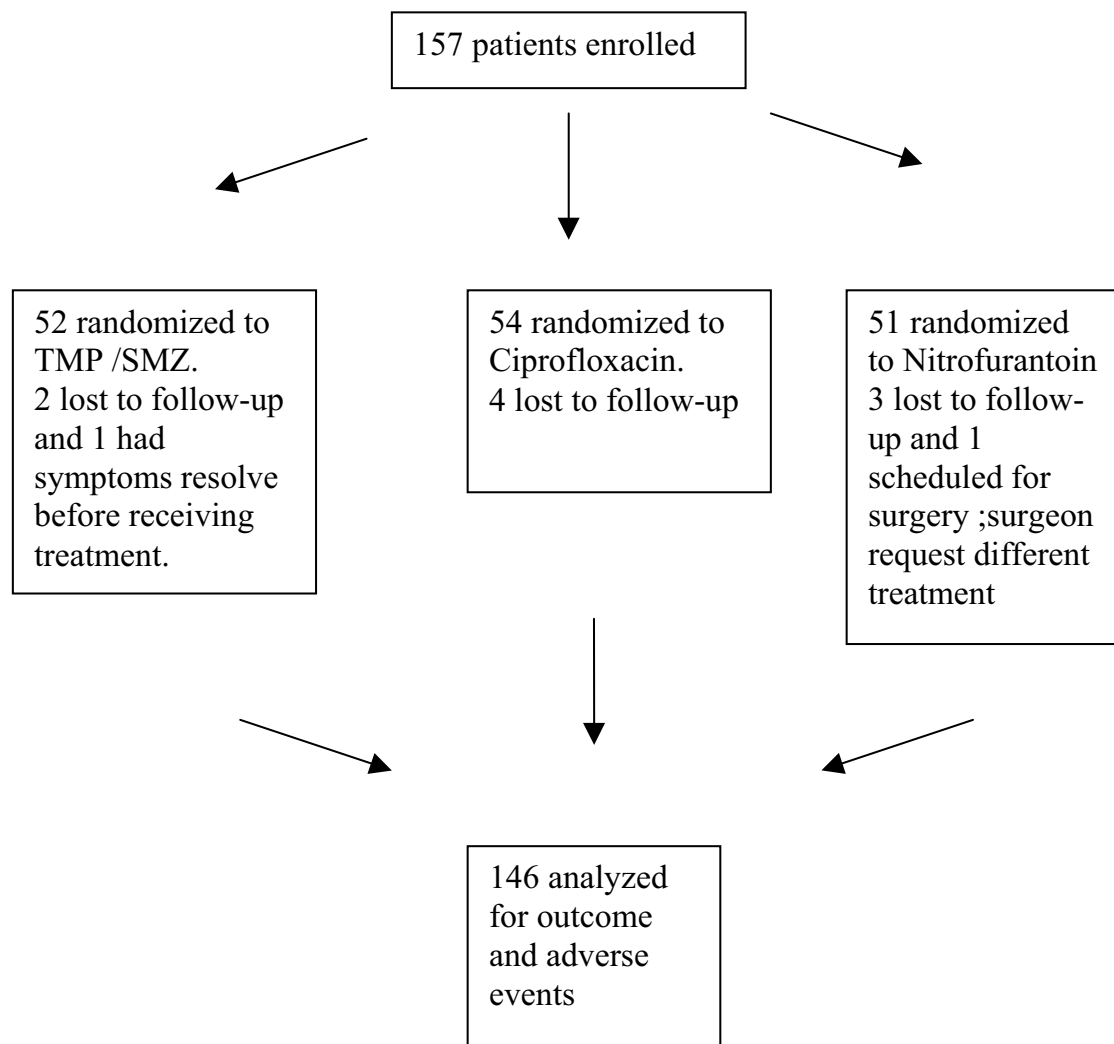 157 patients enrolled
52 randomized to
TMP /SMZ.
2 lost to follow-up
and 1 had
symptoms resolve
before receiving
treatment.
54 randomized to
Ciprofloxacin.
4 lost to follow-up
51 randomized
to Nitrofurantoin
3 lost to follow-
up and 1
scheduled for
surgery ;surgeon
request different
treatment
146 analyzed
for outcome
and adverse
events